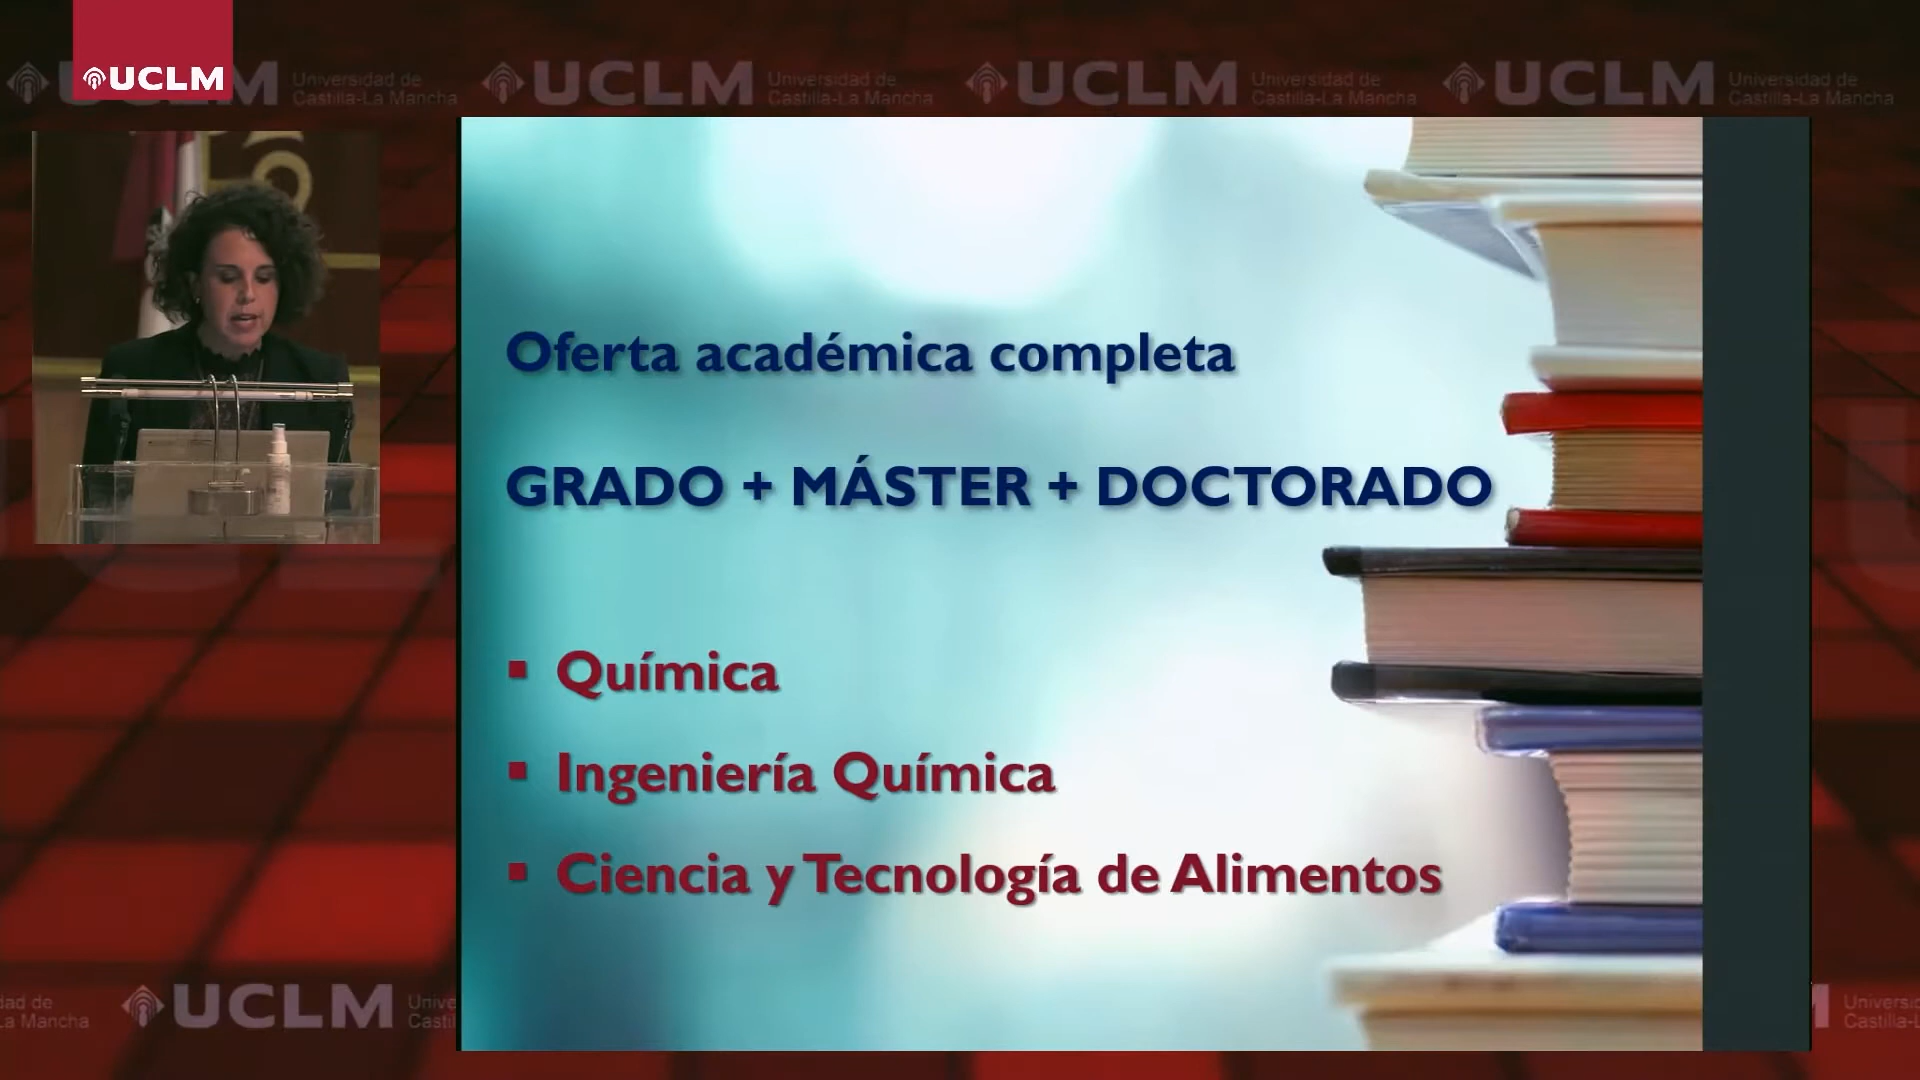 UCLM
UCLM Universidad de
Castilla-La Mancha
UCLM Universidad de
Castilla-La Mancha
UCLM Universidad de
Castilla-La Mancha
UCLM Universidad de
Castilla-La Mancha
Oferta académica completa
GRADO + MÁSTER + DOCTORADO
▪ Química
▪ Ingeniería Química
▪ Ciencia y Tecnología de Alimentos
UCLM